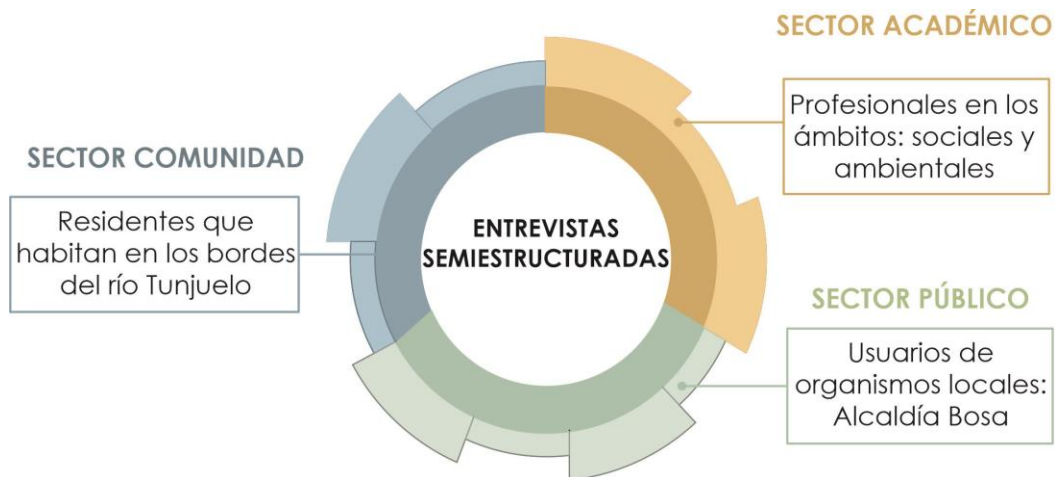 SECTOR ACADÉMICO
Profesionales en los
ámbitos: sociales y
ambientales
SECTOR COMUNIDAD
Residentes que
habitan en los bordes
del río Tunjuelo
ENTREVISTAS
SEMIESTRUCTURADAS
SECTOR PÚBLICO
Usuarios de
organismos locales:
Alcaldía Bosa